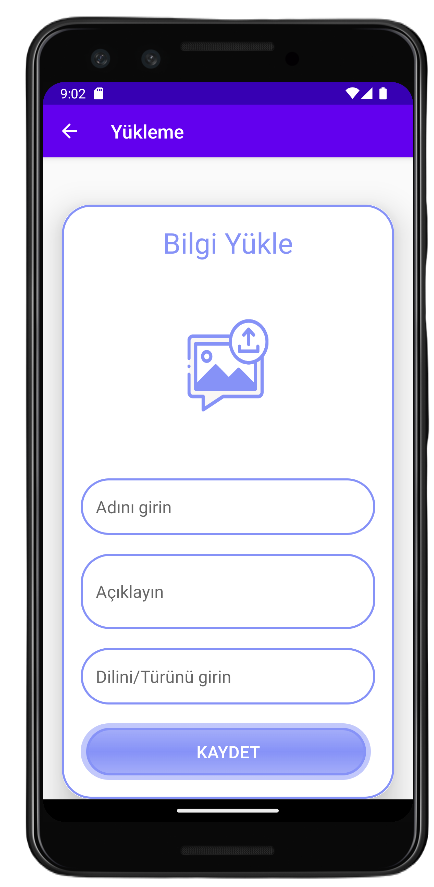 9:02
Yükleme
Bilgi Yükle
Adını girin
Açıklayın
Dilini/Türünü girin
KAYDET